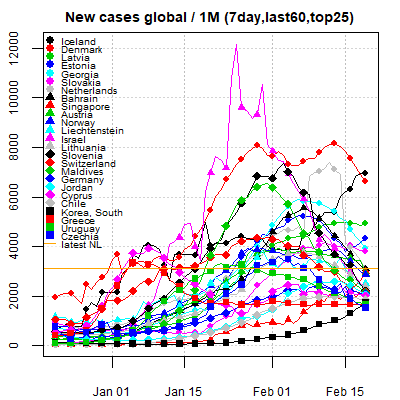 New cases global / 1M (7day,last60,top25)
12000
10000
8000
6000
4000
2000
0
Iceland
Denmark
Latvia
Estonia
Georgia
Slovakia
Netherlands
Bahrain
Singapore
Austria
Norway
Liechtenstein
Israel
Lithuania
Slovenia
Switzerland
Maldives
Germany
Jordan
Cyprus
Chile
Korea, South
Greece
Uruguay
Czechia
latest NL
Jan 01
Jan 15
Feb 01
Feb 15